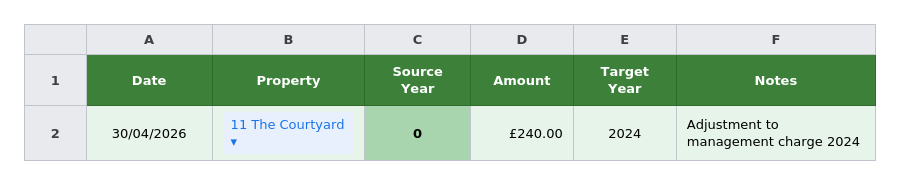 A B C D E F
1 Date Property Source Year Amount Target Year Notes
2 30/04/2026 11 The Courtyard ▾ 0 £240.00 2024 Adjustment to
management charge 2024